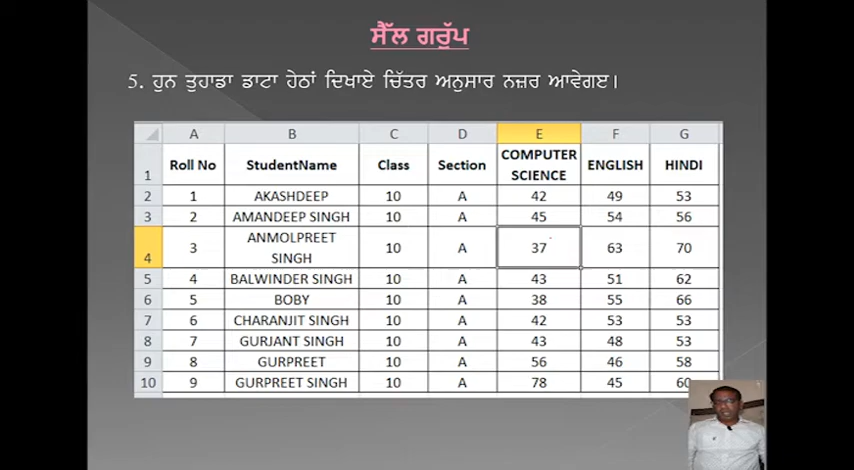 ਸੈੱਲ ਗਰੁੱਪ
5. ਹੁਨ ਤੁਹਾਡਾ ਡਾਟਾ ਹੇਠਾਂ ਦਿਖਾਏ ਚਿੱਤਰ ਅਨੁਸਾਰ ਨਜ਼ਰ ਆਵੇਗਏ।
A B C D E F G
1 Roll No StudentName Class Section COMPUTER SCIENCE ENGLISH HINDI
2 1 AKASHDEEP 10 A 42 49 53
3 2 AMANDEEP SINGH 10 A 45 54 56
4 3 ANMOLPREET SINGH 10 A 37 63 70
5 4 BALWINDER SINGH 10 A 43 51 62
6 5 BOBY 10 A 38 55 66
7 6 CHARANJIT SINGH 10 A 42 53 53
8 7 GURJANT SINGH 10 A 43 48 53
9 8 GURPREET 10 A 56 46 58
10 9 GURPREET SINGH 10 A 78 45 60